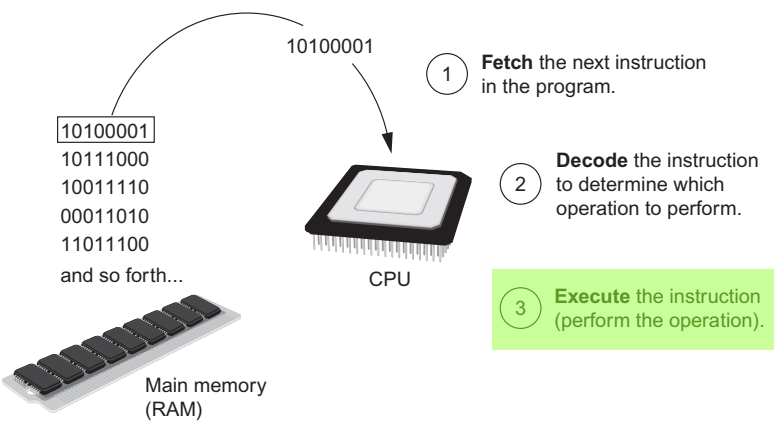 10100001
1 Fetch the next instruction
in the program.
10100001
10111000
10011110
00011010
11011100
and so forth...
2 Decode the instruction
to determine which
operation to perform.
CPU
3 Execute the instruction
(perform the operation).
Main memory
(RAM)